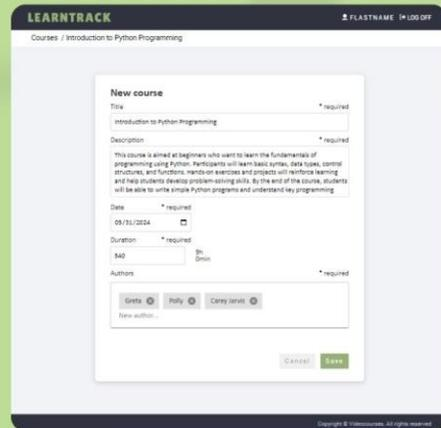 LEARNTRACK
FLASTNAME LOG OFF
Courses / Introduction to Python Programming
New course
Title * required
Introduction to Python Programming
Description * required
This course is aimed at beginners who want to learn the fundamentals of
programming using Python. Participants will learn basic syntax, data types, control
structures, and functions. Hands-on exercises and projects will reinforce learning
and help students develop problem-solving skills. By the end of the course, students
will be able to write simple Python programs and understand key programming
Date * required
05/31/2024
Duration * required
540
9h
0min
Authors * required
Greta Polly Carey Jarvis
New author...
Cancel Save
Copyright © Videocourses. All rights reserved